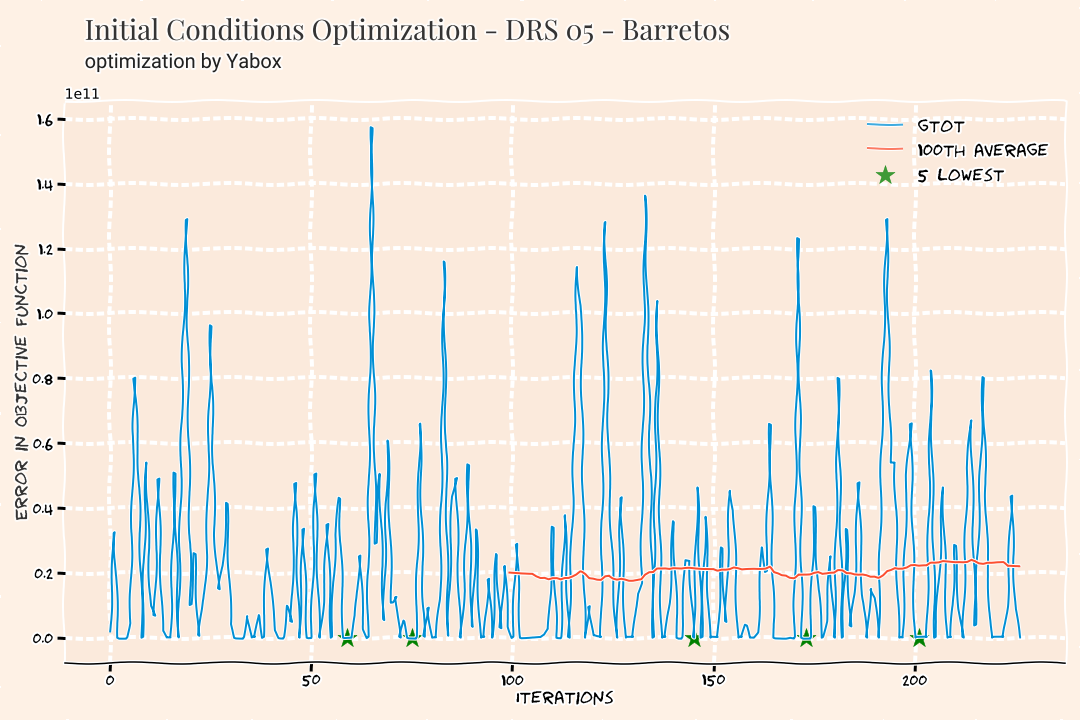 Initial Conditions Optimization - DRS 05 - Barretos
optimization by Yabox
1e11
GTOT
100TH AVERAGE
5 LOWEST
1.6
1.4
1.2
1.0
0.8
0.6
0.4
0.2
0.0
ERROR IN OBJECTIVE FUNCTION
0 50 100 150 200
ITERATIONS